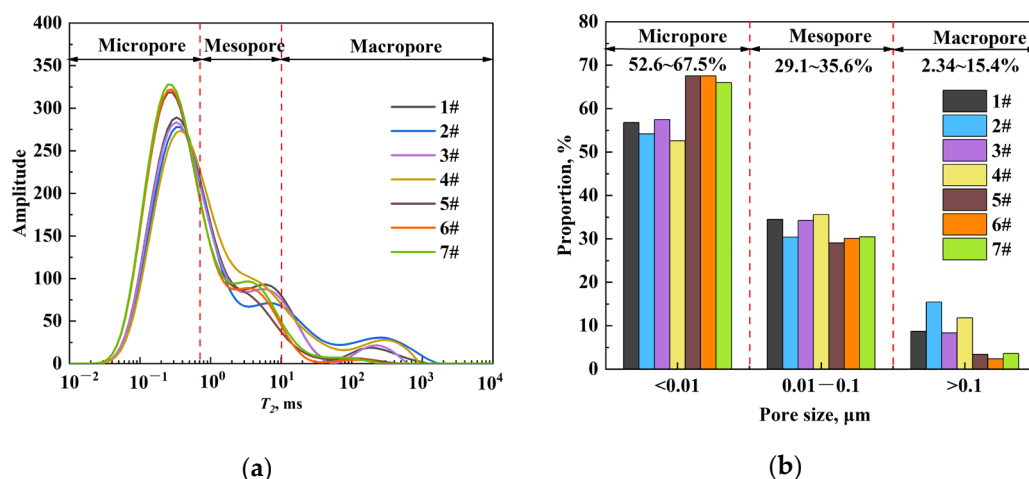 400
350
300
250
200
150
100
50
0
Amplitude
Micropore
Mesopore
Macropore
1#
2#
3#
4#
5#
6#
7#
10⁻² 10⁻¹ 10⁰ 10¹ 10² 10³ 10⁴
T₂, ms
(a)
80
70
60
50
40
30
20
10
0
Proportion, %
Micropore Mesopore Macropore
52.6~67.5% 29.1~35.6% 2.34~15.4%
1#
2#
3#
4#
5#
6#
7#
<0.01 0.01－0.1 >0.1
Pore size, μm
(b)